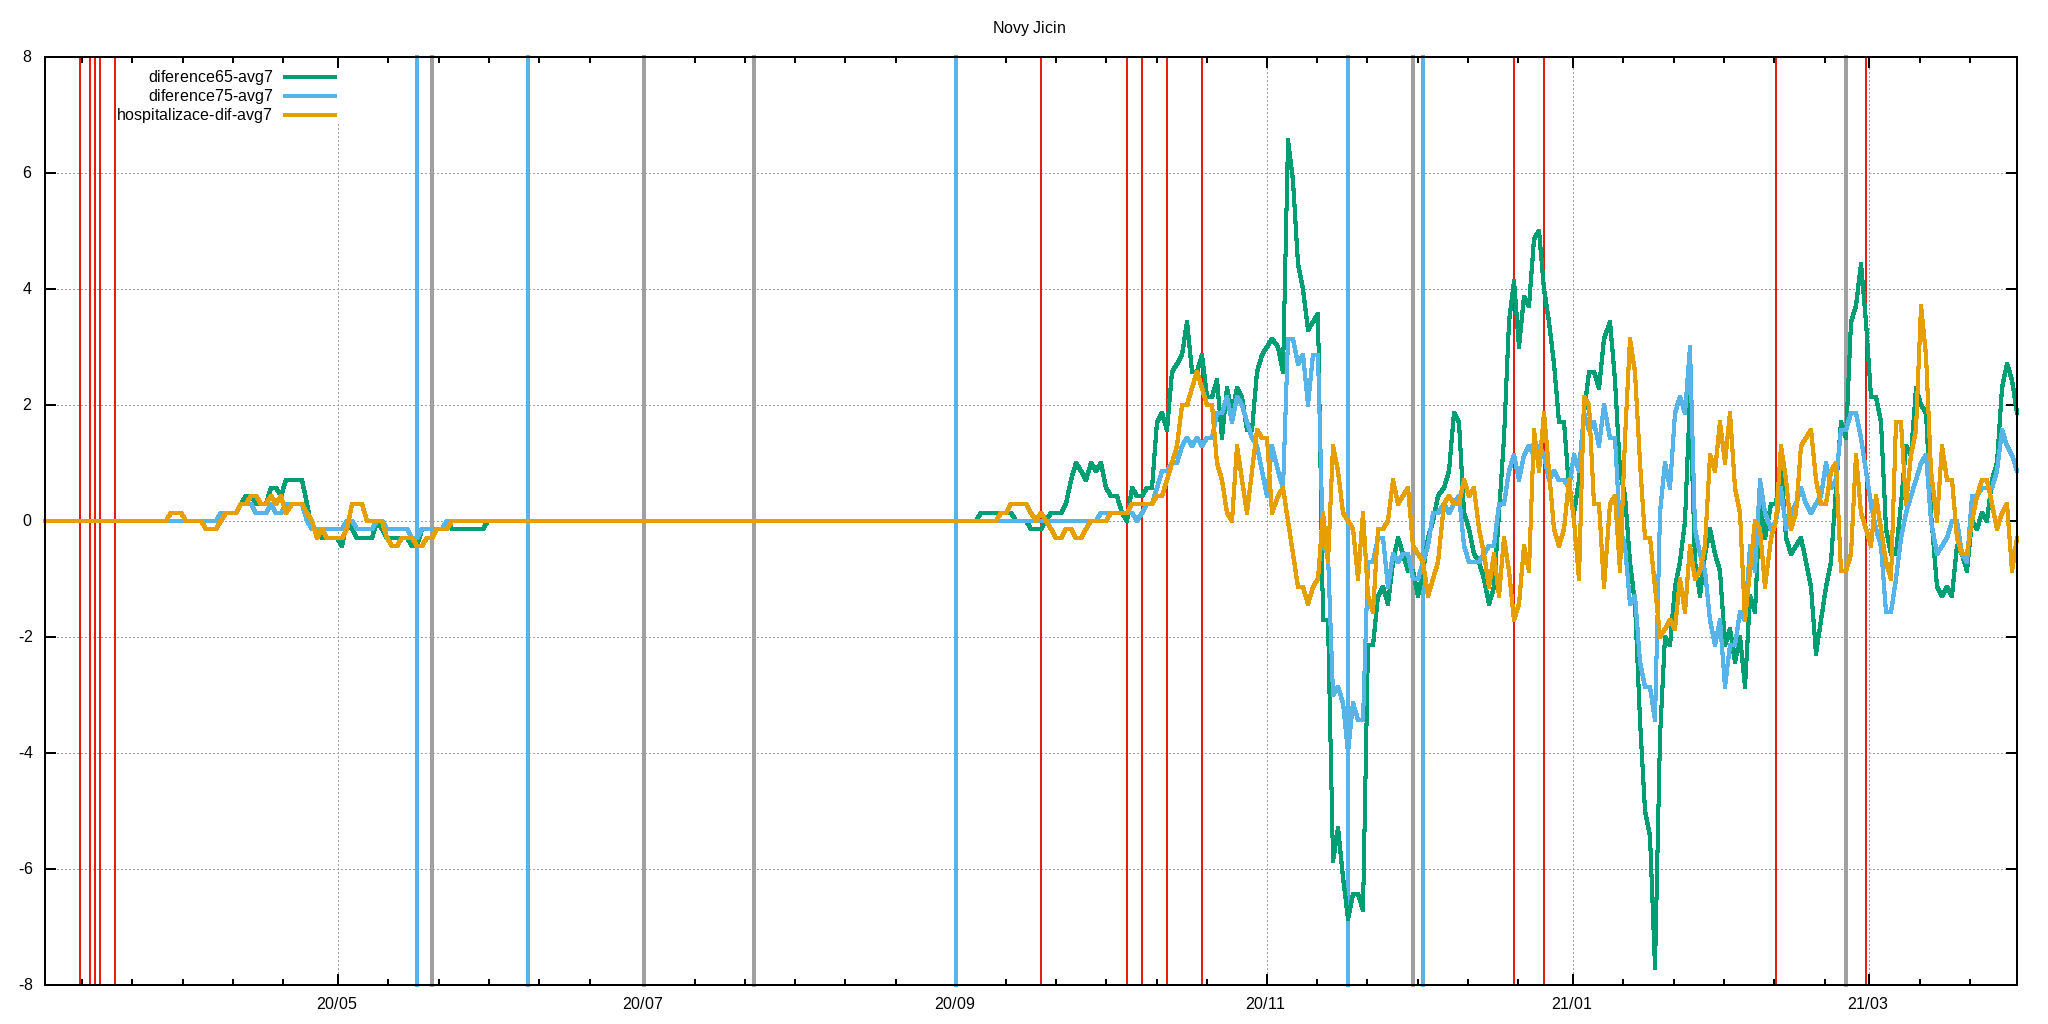 Novy Jicin
diference65-avg7
diference75-avg7
hospitalizace-dif-avg7
8
6
4
2
0
-2
-4
-6
-8
20/05 20/07 20/09 20/11 21/01 21/03